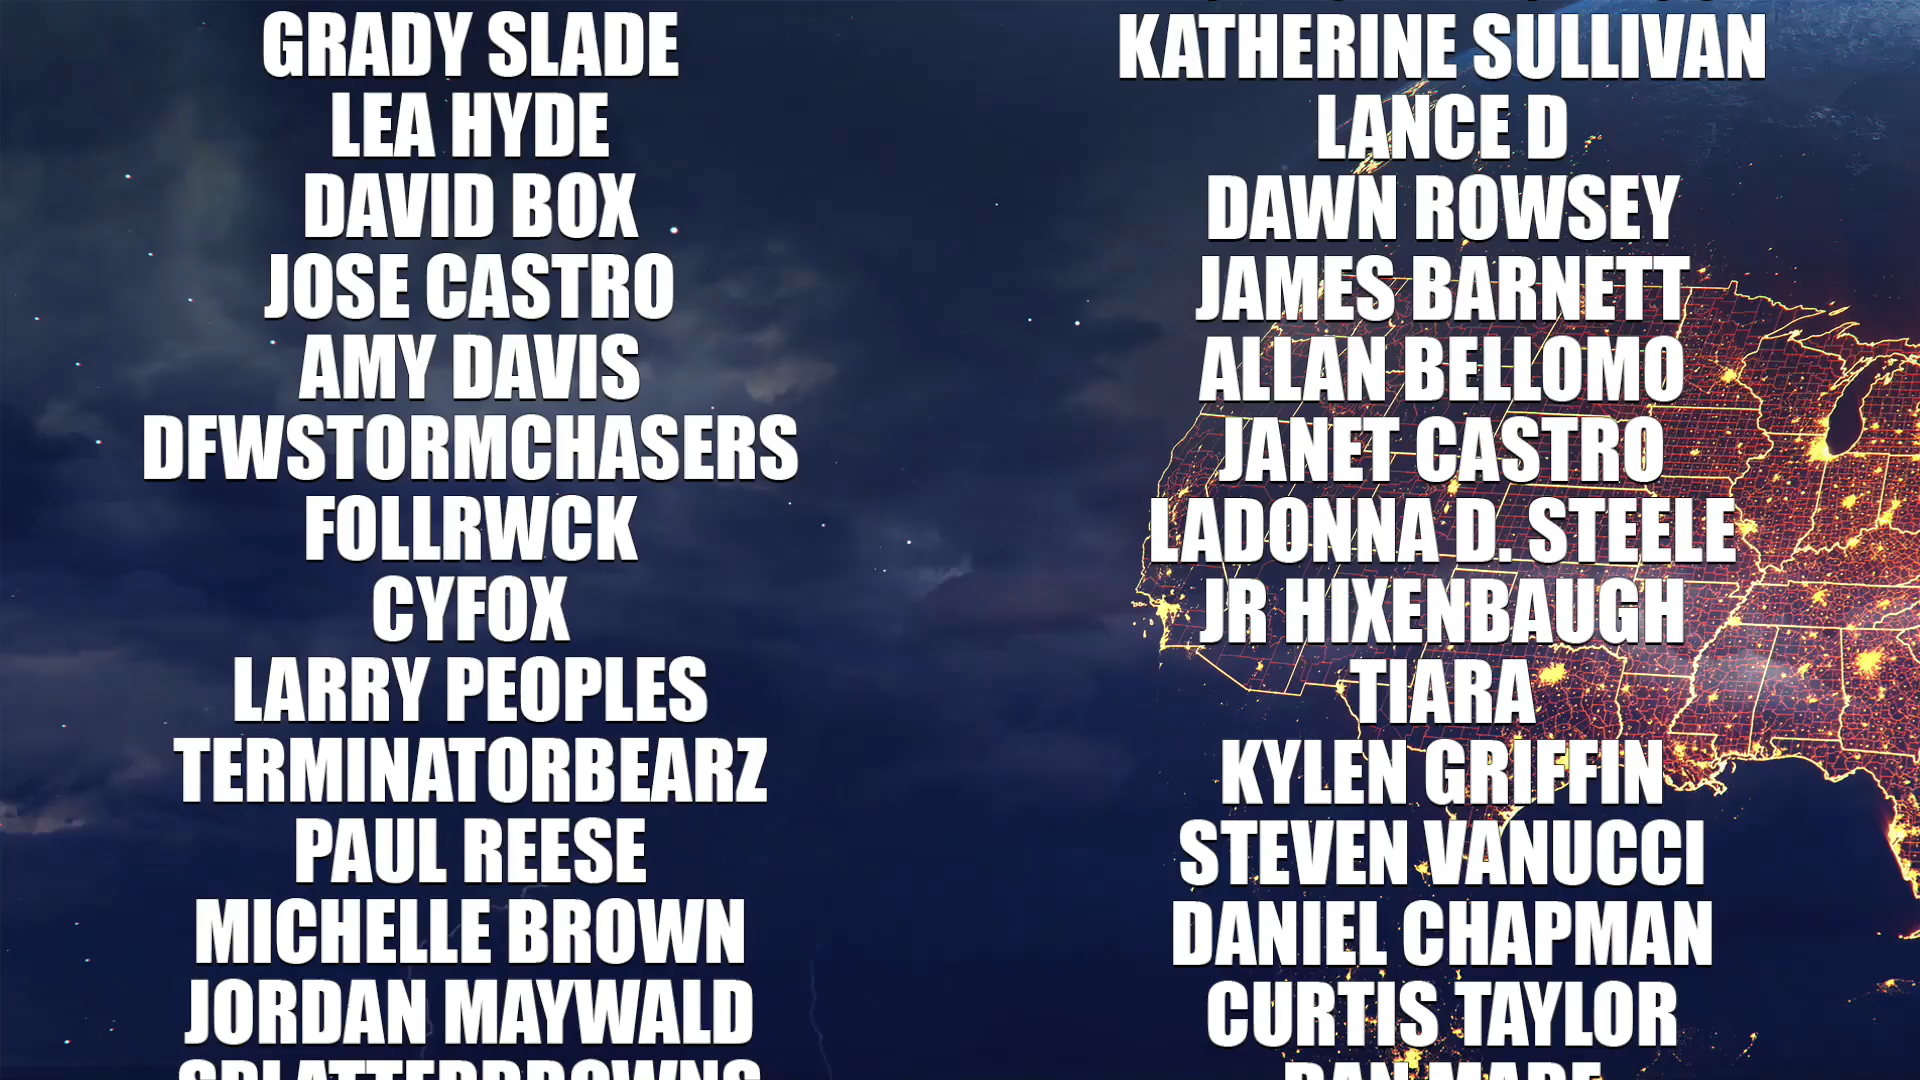 GRADY SLADE
LEA HYDE
DAVID BOX
JOSE CASTRO
AMY DAVIS
DFWSTORMCHASERS
FOLLRWCK
CYFOX
LARRY PEOPLES
TERMINATORBEARZ
PAUL REESE
MICHELLE BROWN
JORDAN MAYWALD
KATHERINE SULLIVAN
LANCE D
DAWN ROWSEY
JAMES BARNETT
ALLAN BELLOMO
JANET CASTRO
LADONNA D. STEELE
JR HIXENBAUGH
TIARA
KYLEN GRIFFIN
STEVEN VANUCCI
DANIEL CHAPMAN
CURTIS TAYLOR